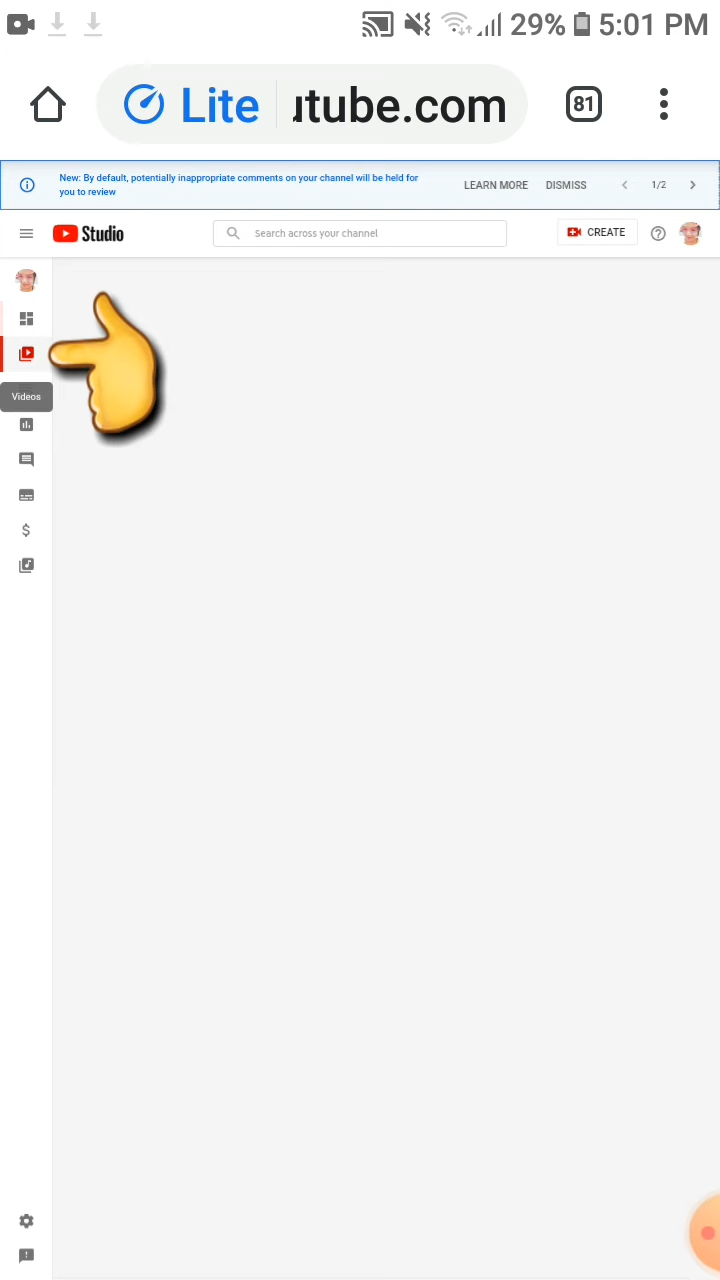 29% 5:01 PM
Lite utube.com 81
New: By default, potentially inappropriate comments on your channel will be held for
you to review
LEARN MORE DISMISS 1/2
Studio
Search across your channel
CREATE
Videos